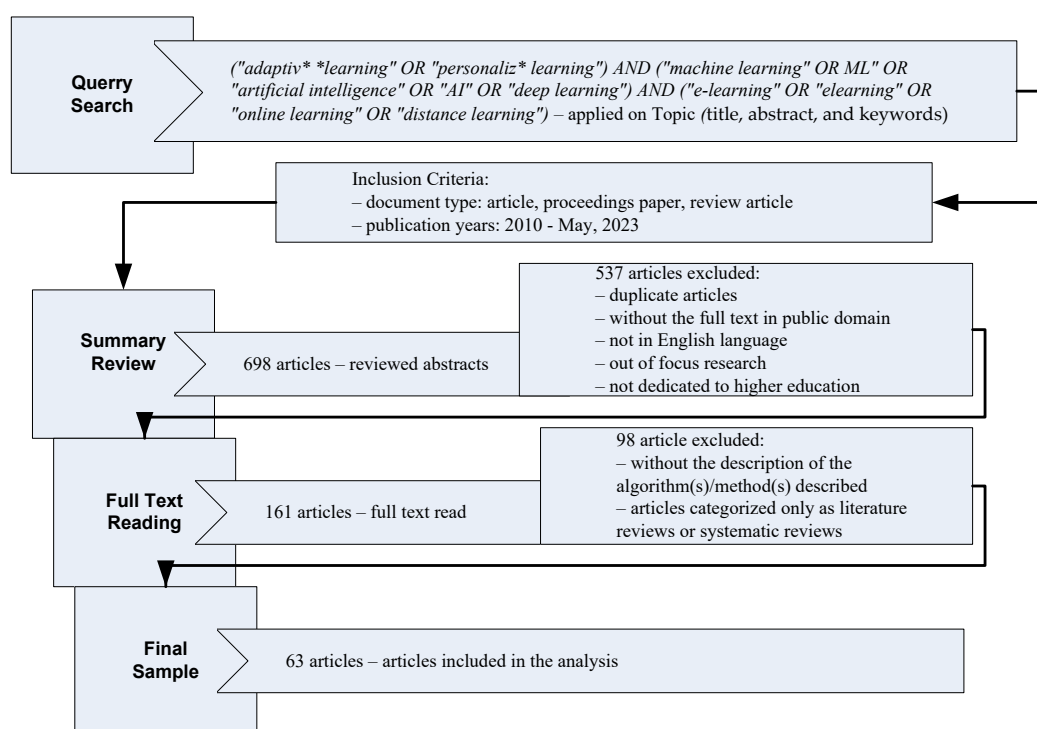 Querry
Search
("adaptiv* *learning" OR "personaliz* learning") AND ("machine learning" OR ML" OR
"artificial intelligence" OR "AI" OR "deep learning") AND ("e-learning" OR "elearning" OR
"online learning" OR "distance learning") – applied on Topic (title, abstract, and keywords)
Inclusion Criteria:
– document type: article, proceedings paper, review article
– publication years: 2010 - May, 2023
Summary
Review
698 articles – reviewed abstracts
537 articles excluded:
– duplicate articles
– without the full text in public domain
– not in English language
– out of focus research
– not dedicated to higher education
Full Text
Reading
161 articles – full text read
98 article excluded:
– without the description of the
algorithm(s)/method(s) described
– articles categorized only as literature
reviews or systematic reviews
Final
Sample
63 articles – articles included in the analysis